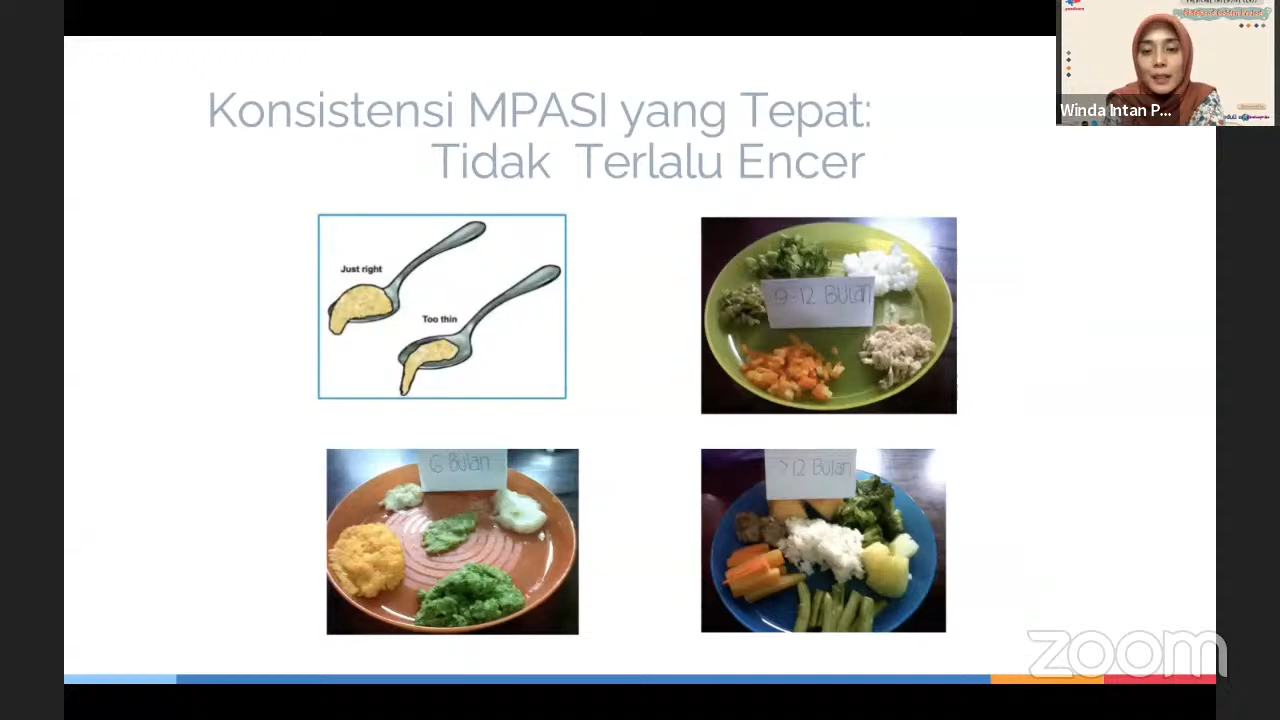 Konsistensi MPASI yang Tepat:
Tidak Terlalu Encer
Just right
Too thin
9-12 Bulan
6 Bulan
>12 Bulan
Winda Intan P...
zoom